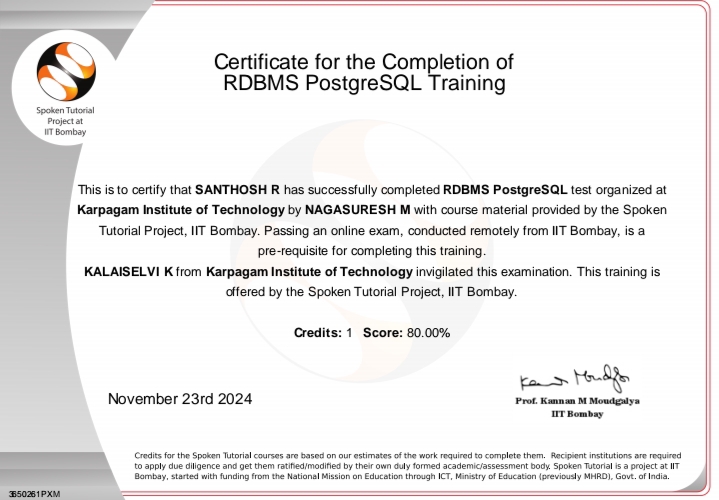 Spoken Tutorial
Project at
IIT Bombay
Certificate for the Completion of
RDBMS PostgreSQL Training
This is to certify that SANTHOSH R has successfully completed RDBMS PostgreSQL test organized at
Karpagam Institute of Technology by NAGASURESH M with course material provided by the Spoken
Tutorial Project, IIT Bombay. Passing an online exam, conducted remotely from IIT Bombay, is a
pre-requisite for completing this training.
KALAISELVI K from Karpagam Institute of Technology invigilated this examination. This training is
offered by the Spoken Tutorial Project, IIT Bombay.
Credits: 1 Score: 80.00%
November 23rd 2024
Kannan Moudgalya
Prof. Kannan M Moudgalya
IIT Bombay
Credits for the Spoken Tutorial courses are based on our estimates of the work required to complete them. Recipient institutions are required
to apply due diligence and get them ratified/modified by their own duly formed academic/assessment body. Spoken Tutorial is a project at IIT
Bombay, started with funding from the National Mission on Education through ICT, Ministry of Education (previously MHRD), Govt. of India.
3650261PXM